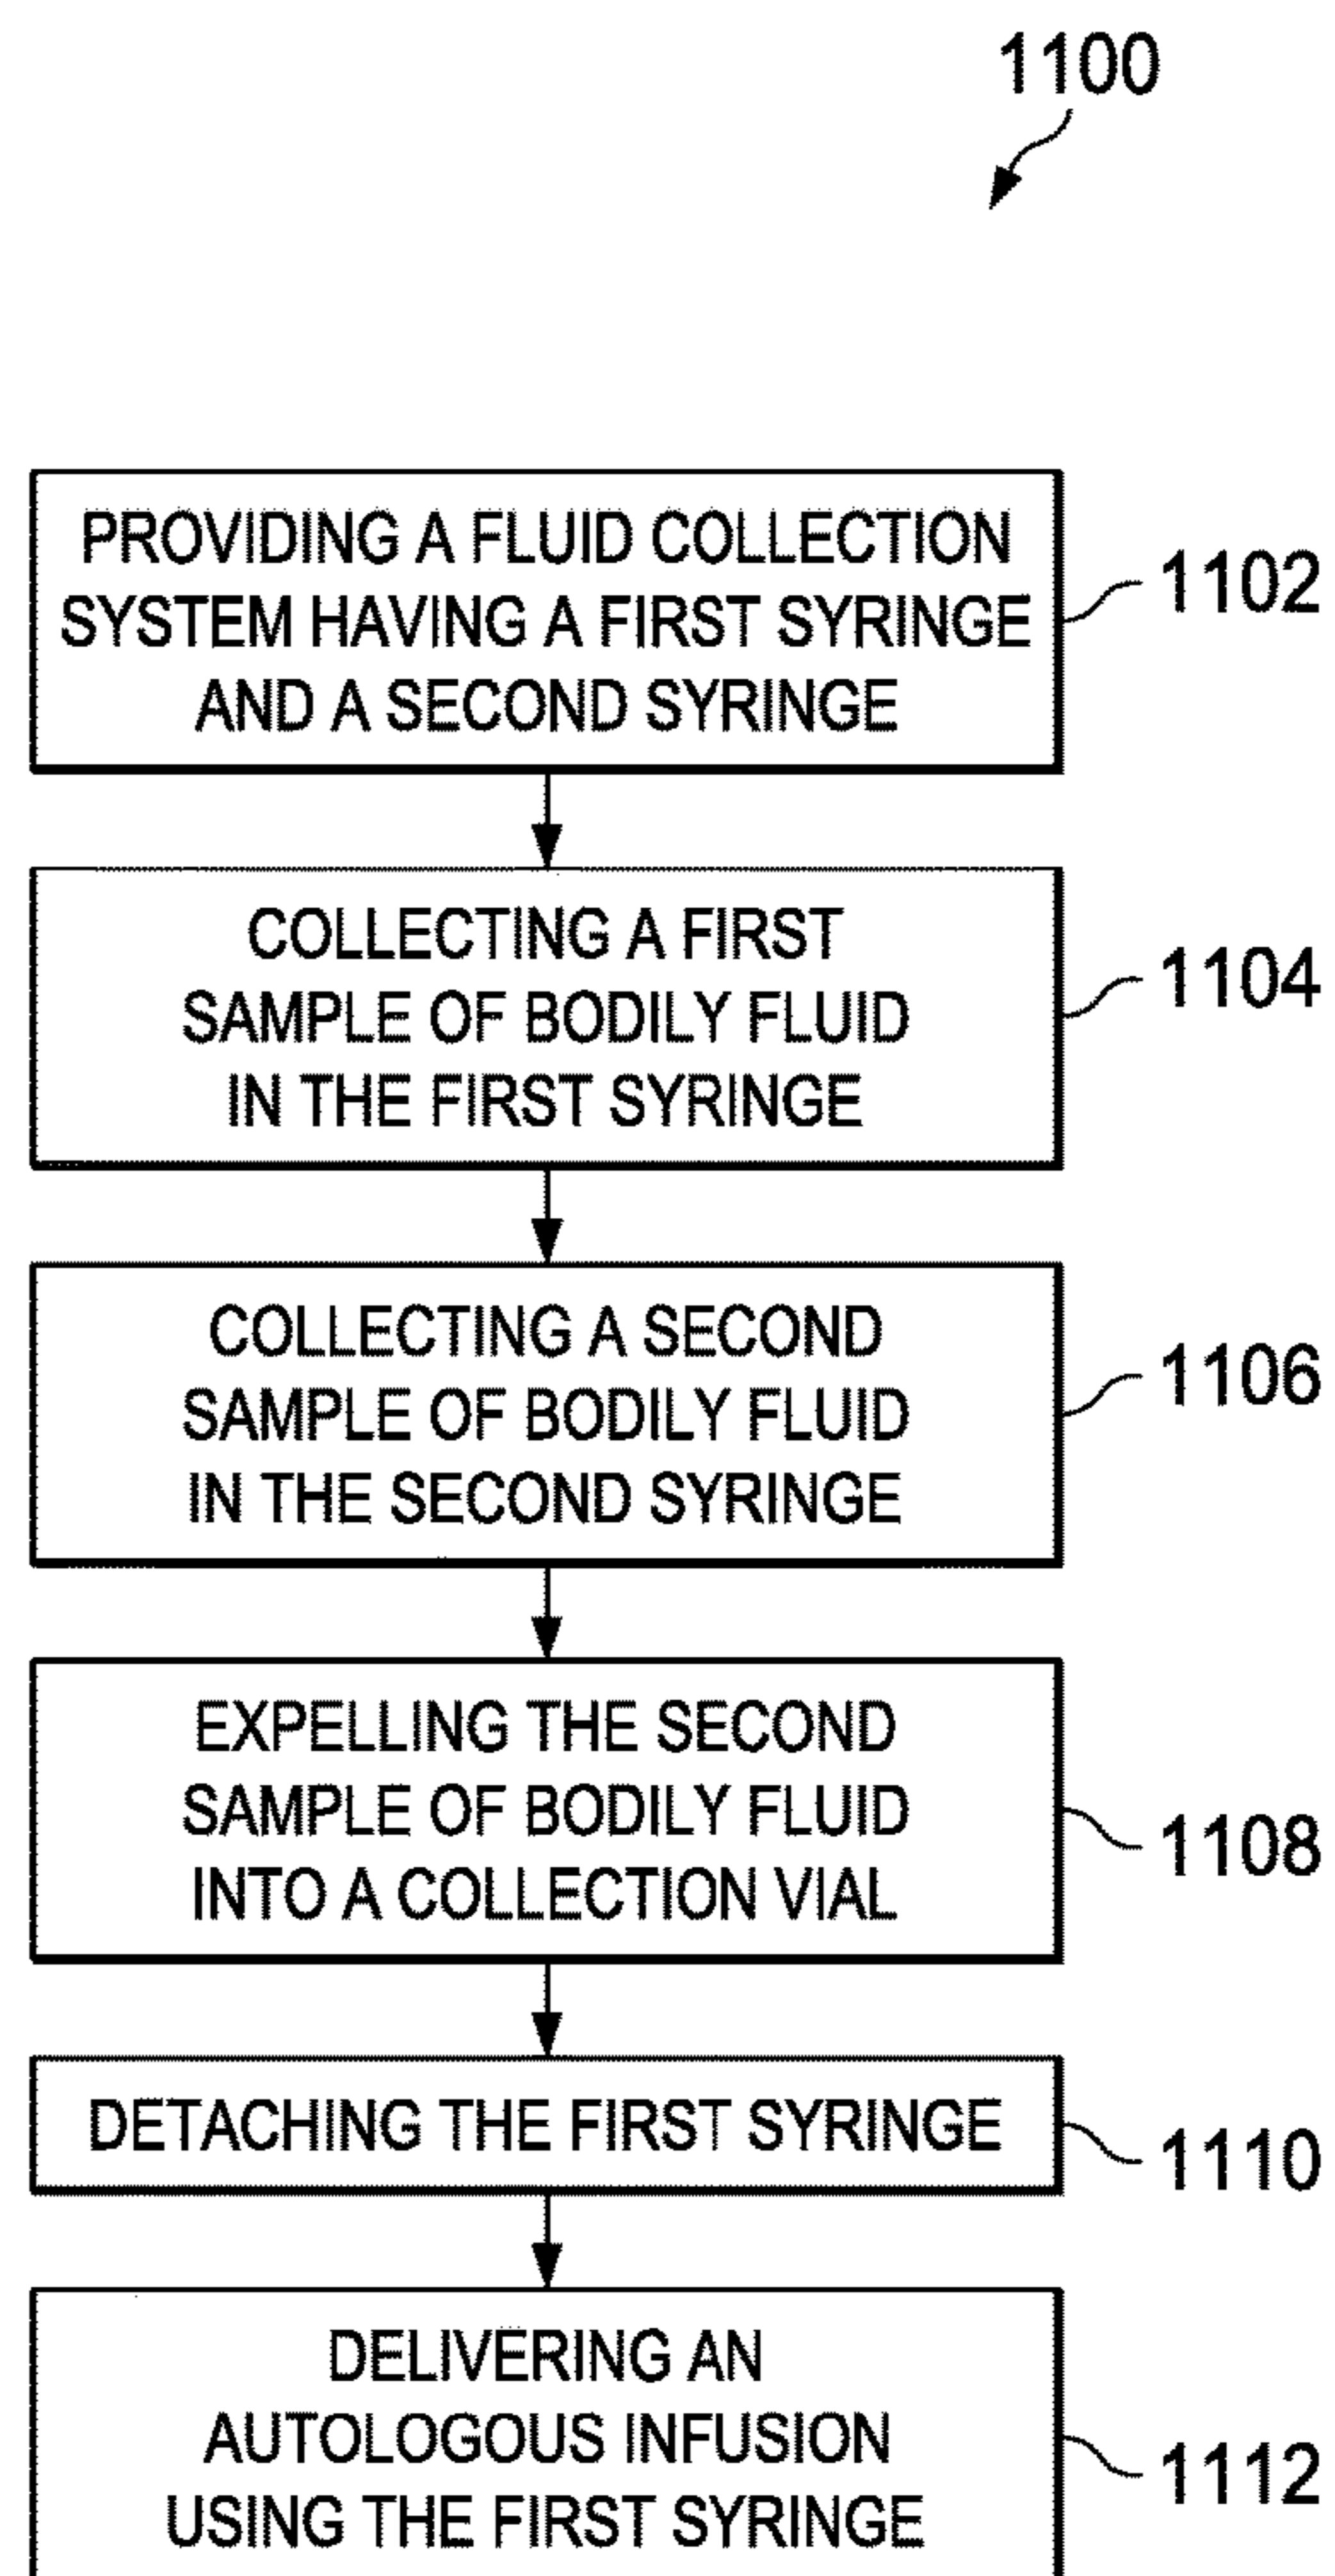 1100
PROVIDING A FLUID COLLECTION
SYSTEM HAVING A FIRST SYRINGE
AND A SECOND SYRINGE
1102
COLLECTING A FIRST
SAMPLE OF BODILY FLUID
IN THE FIRST SYRINGE
1104
COLLECTING A SECOND
SAMPLE OF BODILY FLUID
IN THE SECOND SYRINGE
1106
EXPELLING THE SECOND
SAMPLE OF BODILY FLUID
INTO A COLLECTION VIAL
1108
DETACHING THE FIRST SYRINGE
1110
DELIVERING AN
AUTOLOGOUS INFUSION
USING THE FIRST SYRINGE
1112